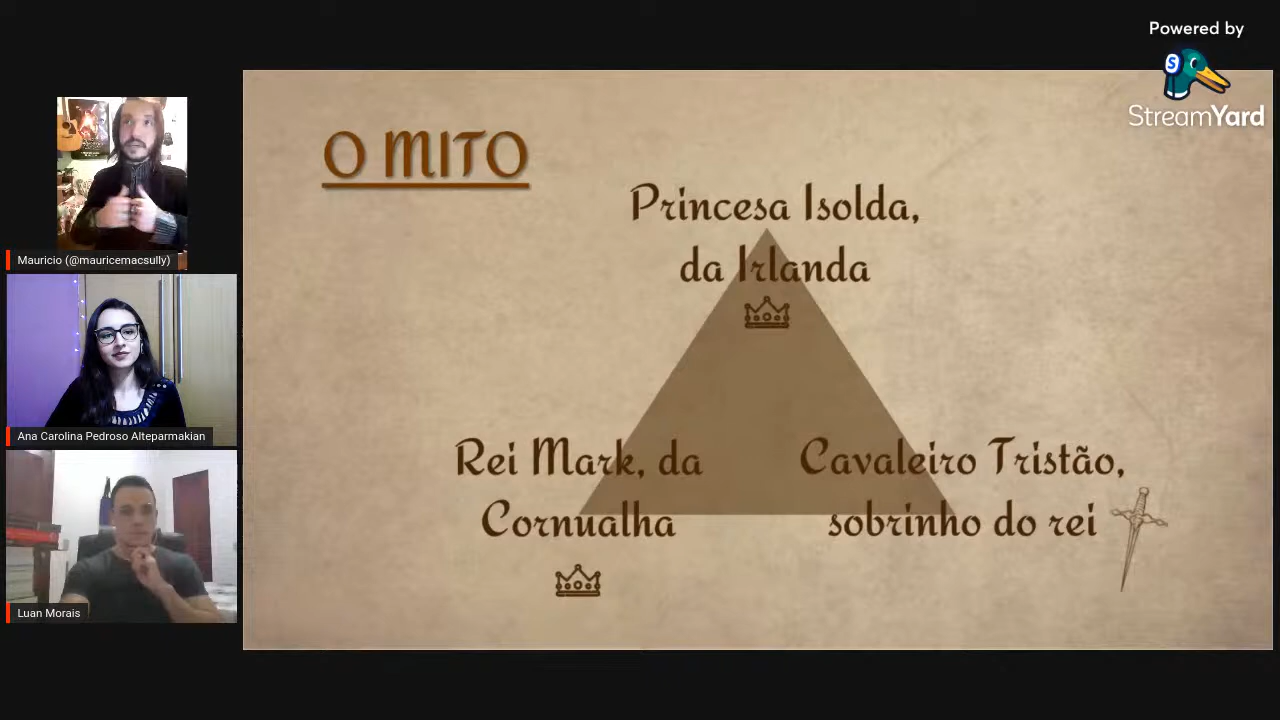 Powered by
StreamYard
O MITO
Princesa Isolda,
da Irlanda
Rei Mark, da
Cornualha
Cavaleiro Tristão,
sobrinho do rei
Mauricio (@mauricemacsully)
Ana Carolina Pedroso Alteparmakian
Luan Morais